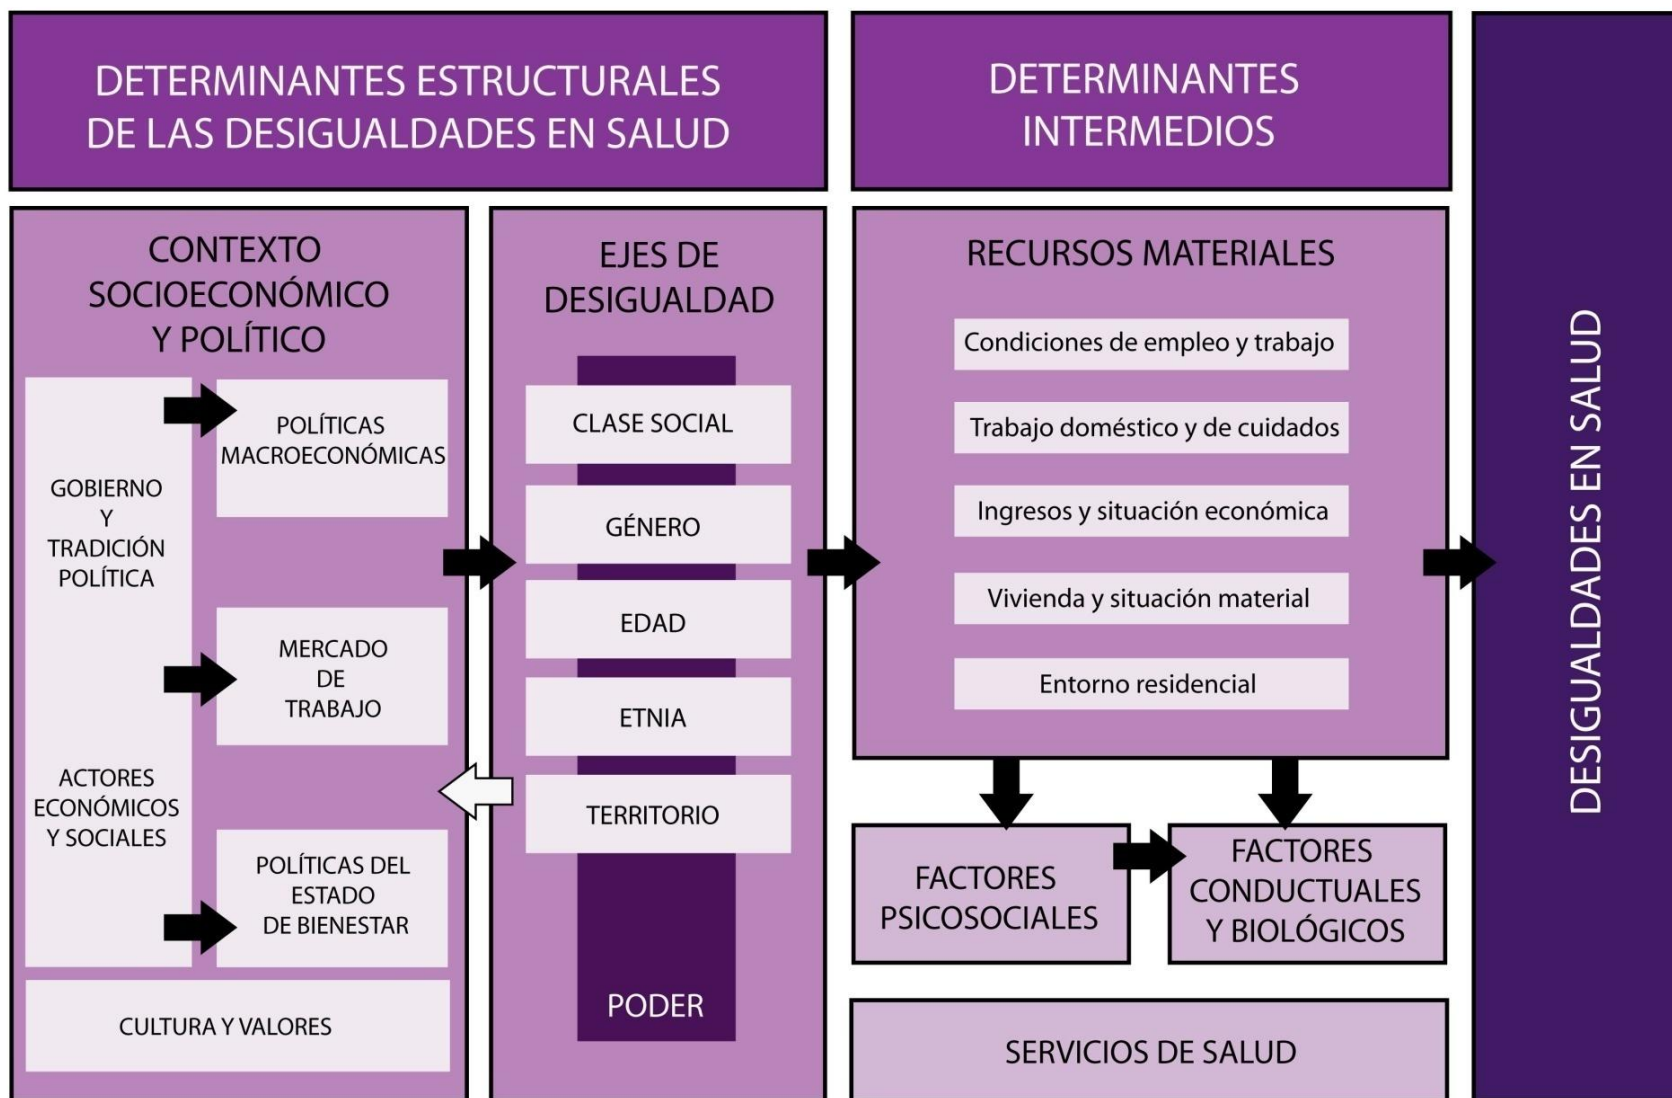 DETERMINANTES ESTRUCTURALES
DE LAS DESIGUALDADES EN SALUD
DETERMINANTES
INTERMEDIOS
CONTEXTO
SOCIOECONÓMICO
Y POLÍTICO
GOBIERNO
Y
TRADICIÓN
POLÍTICA
ACTORES
ECONÓMICOS
Y SOCIALES
POLÍTICAS
MACROECONÓMICAS
MERCADO
DE
TRABAJO
POLÍTICAS DEL
ESTADO
DE BIENESTAR
CULTURA Y VALORES
EJES DE
DESIGUALDAD
CLASE SOCIAL
GÉNERO
EDAD
ETNIA
TERRITORIO
PODER
RECURSOS MATERIALES
Condiciones de empleo y trabajo
Trabajo doméstico y de cuidados
Ingresos y situación económica
Vivienda y situación material
Entorno residencial
FACTORES
PSICOSOCIALES
FACTORES
CONDUCTUALES
Y BIOLÓGICOS
SERVICIOS DE SALUD
DESIGUALDADES EN SALUD